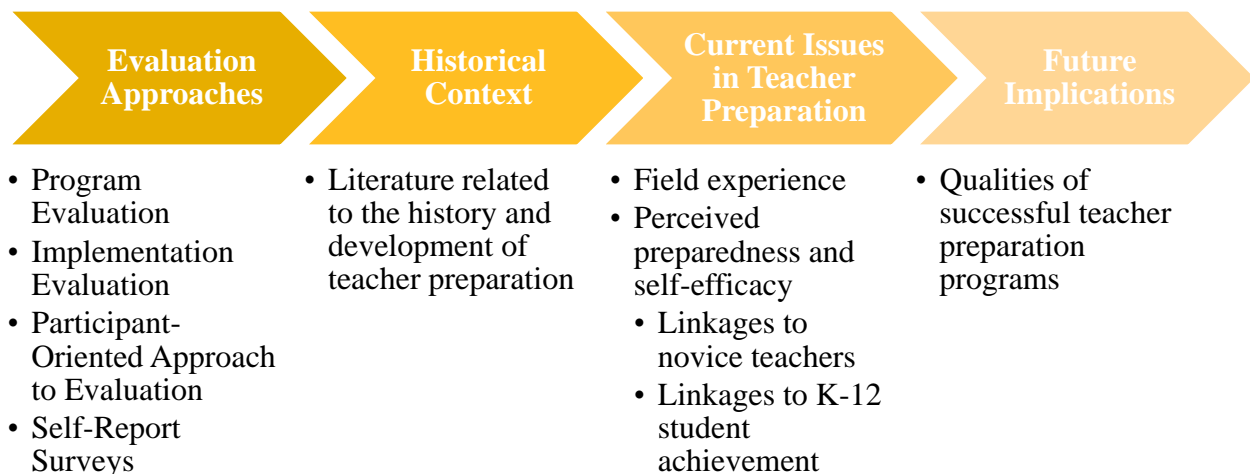 Evaluation
Approaches
Historical
Context
Current Issues
in Teacher
Preparation
Future
Implications
• Program
Evaluation
• Implementation
Evaluation
• Participant-
Oriented Approach
to Evaluation
• Self-Report
Surveys
• Literature related
to the history and
development of
teacher preparation
• Field experience
• Perceived
preparedness and
self-efficacy
• Linkages to
novice teachers
• Linkages to K-12
student
achievement
• Qualities of
successful teacher
preparation
programs